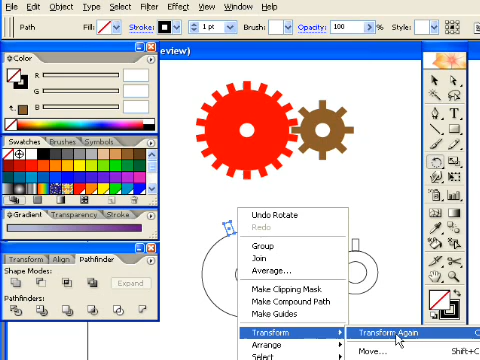 File Edit Object Type Select Filter Effect View Window Help
Path Fill: Stroke: 1 pt Brush: Opacity: 100 % Style:
review)
Color
R
G
B
Swatches Brushes Symbols
Gradient Transparency Stroke
Transform Align Pathfinder
Shape Modes:
Expand
Pathfinders:
Undo Rotate
Redo
Group
Join
Average...
Make Clipping Mask
Make Compound Path
Make Guides
Transform
Arrange
Select
Transform Again
Move... Shift+C